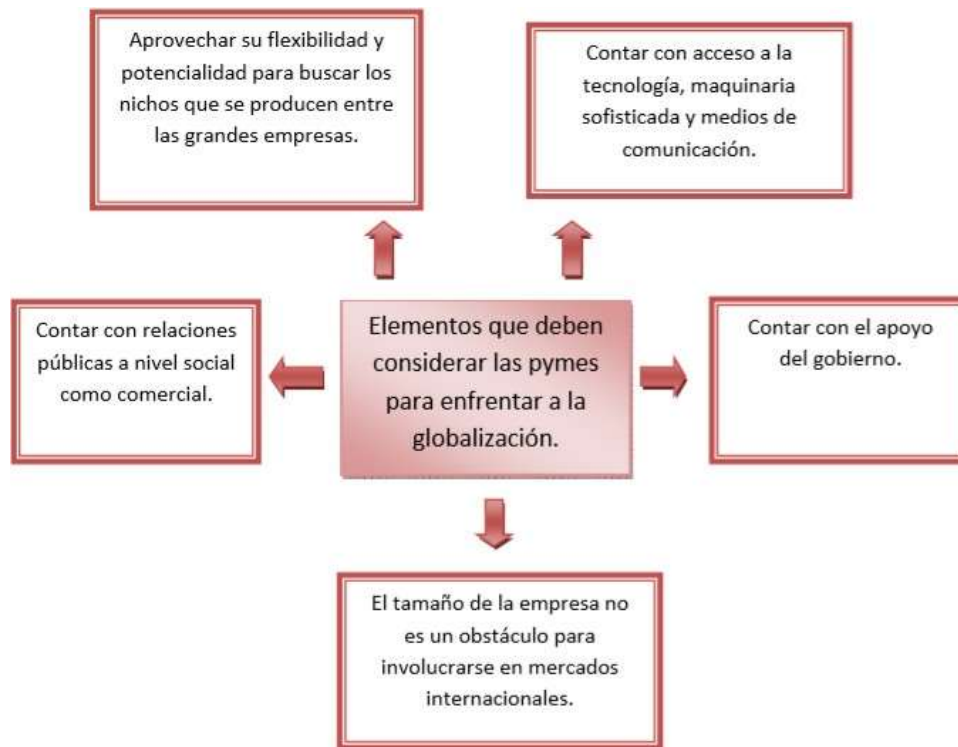 Aprovechar su flexibilidad y
potencialidad para buscar los
nichos que se producen entre
las grandes empresas.
Contar con acceso a la
tecnología, maquinaria
sofisticada y medios de
comunicación.
Contar con relaciones
públicas a nivel social
como comercial.
Elementos que deben
considerar las pymes
para enfrentar a la
globalización.
Contar con el apoyo
del gobierno.
El tamaño de la empresa no
es un obstáculo para
involucrarse en mercados
internacionales.